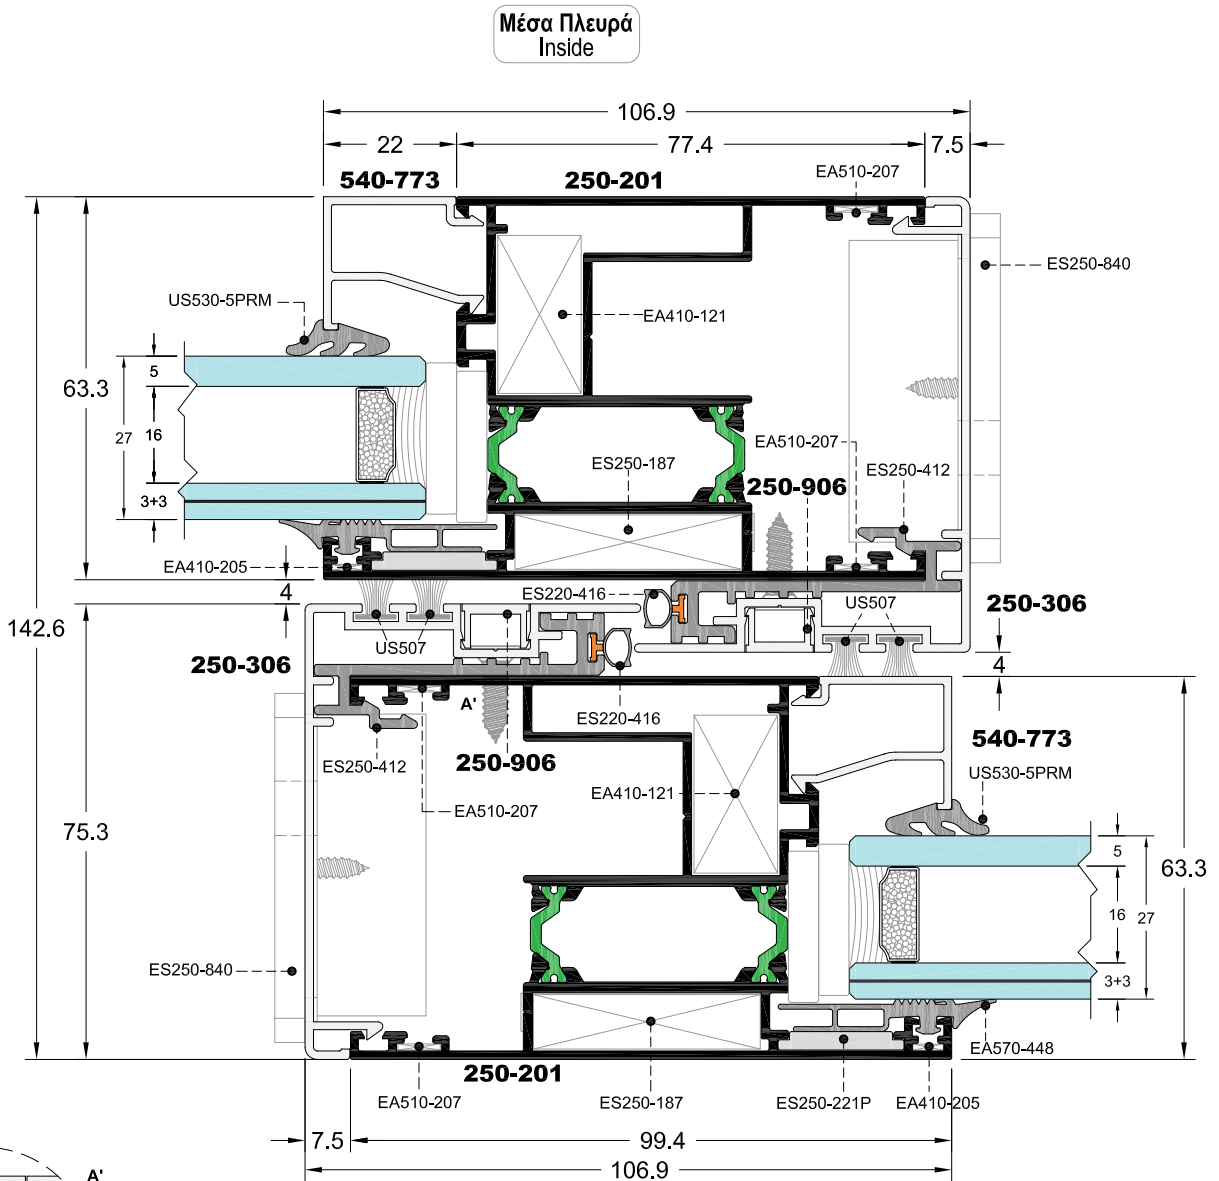 Μέσα Πλευρά
Inside
106.9
22
77.4
7.5
540-773
250-201
EA510-207
ES250-840
US530-5PRM
EA410-121
63.3
5
27
16
3+3
EA510-207
ES250-187
ES250-412
250-906
EA410-205
4
ES220-416
US507
250-306
142.6
US507
250-306
4
A'
ES220-416
540-773
ES250-412
250-906
US530-5PRM
EA410-121
EA510-207
75.3
5
63.3
16
27
ES250-840
3+3
EA570-448
250-201
EA510-207
ES250-187
ES250-221P
EA410-205
7.5
99.4
106.9
A'